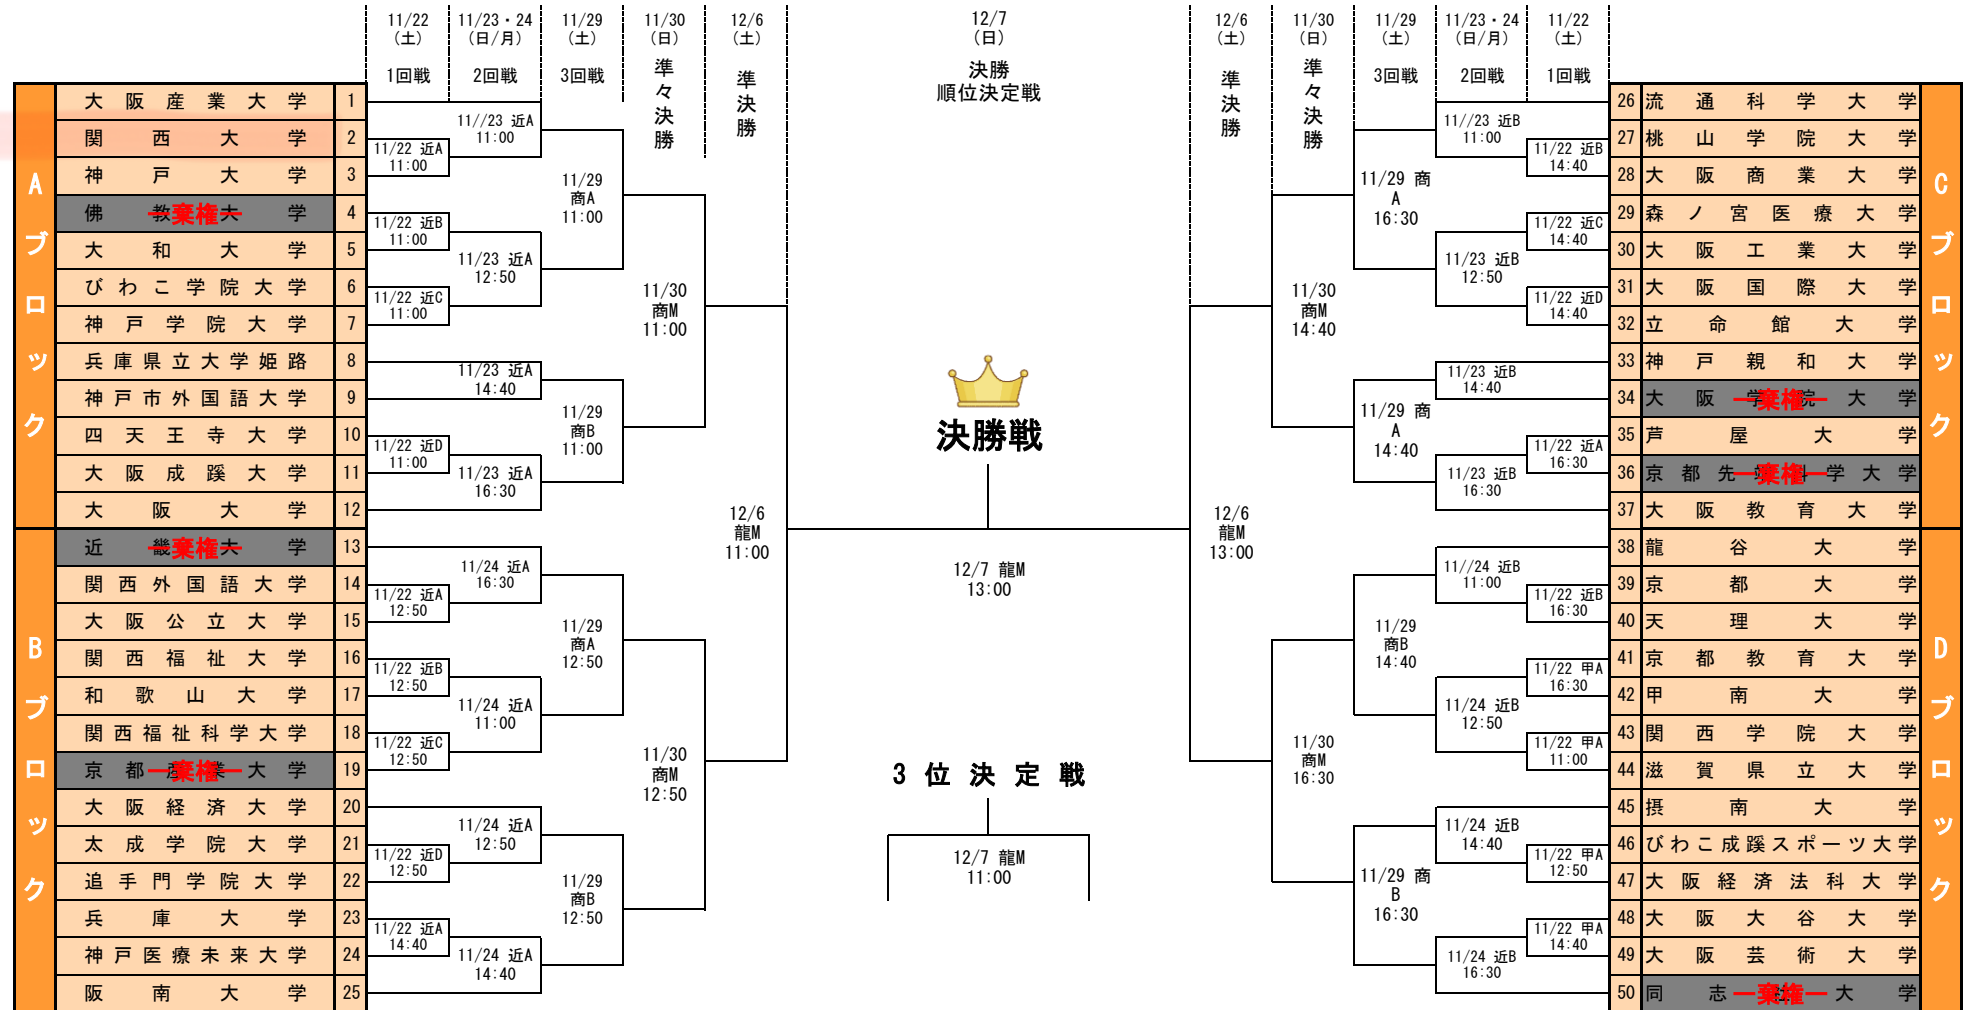 11/22
(土)
1回戦
11/23・24
(日/月)
2回戦
11/29
(土)
3回戦
11/30
(日)
準々決勝
12/6
(土)
準決勝
12/7
(日)
決勝
順位決定戦
12/6
(土)
準決勝
11/30
(日)
準々決勝
11/29
(土)
3回戦
11/23・24
(日/月)
2回戦
11/22
(土)
1回戦
Aブロック
大阪産業大学 1
関西大学 2
神戸大学 3
佛教大学 4
棄権
大和大学 5
びわこ学院大学 6
神戸学院大学 7
兵庫県立大学姫路 8
神戸市外国語大学 9
四天王寺大学 10
大阪成蹊大学 11
大阪大学 12
Bブロック
近畿大学 13
棄権
関西外国語大学 14
大阪公立大学 15
関西福祉大学 16
和歌山大学 17
関西福祉科学大学 18
京都産業大学 19
棄権
大阪経済大学 20
太成学院大学 21
追手門学院大学 22
兵庫大学 23
神戸医療未来大学 24
阪南大学 25
11/22 近A
11:00
11/22 近B
11:00
11/22 近C
11:00
11/22 近D
11:00
11/22 近A
12:50
11/22 近B
12:50
11/22 近C
12:50
11/22 近D
12:50
11/22 近A
14:40
11//23 近A
11:00
11/23 近A
12:50
11/23 近A
14:40
11/23 近A
16:30
11/24 近A
16:30
11/24 近A
11:00
11/24 近A
12:50
11/24 近A
14:40
11/29
商A
11:00
11/29
商B
11:00
11/29
商A
12:50
11/29
商B
12:50
11/30
商M
11:00
11/30
商M
12:50
12/6
龍M
11:00
決勝戦
12/7 龍M
13:00
3位決定戦
12/7 龍M
11:00
12/6
龍M
13:00
11/30
商M
14:40
11/30
商M
16:30
11/29 商
A
16:30
11/29 商
A
14:40
11/29
商B
14:40
11/29 商
B
16:30
11//23 近B
11:00
11/23 近B
12:50
11/23 近B
14:40
11/23 近B
16:30
11//24 近B
11:00
11/24 近B
12:50
11/24 近B
14:40
11/24 近B
16:30
11/22 近B
14:40
11/22 近C
14:40
11/22 近D
14:40
11/22 近A
16:30
11/22 近B
16:30
11/22 甲A
16:30
11/22 甲A
11:00
11/22 甲A
12:50
11/22 甲A
14:40
Cブロック
26 流通科学大学
27 桃山学院大学
28 大阪商業大学
29 森ノ宮医療大学
30 大阪工業大学
31 大阪国際大学
32 立命館大学
33 神戸親和大学
34 大阪学院大学
棄権
35 芦屋大学
36 京都先端科学大学
棄権
37 大阪教育大学
Dブロック
38 龍谷大学
39 京都大学
40 天理大学
41 京都教育大学
42 甲南大学
43 関西学院大学
44 滋賀県立大学
45 摂南大学
46 びわこ成蹊スポーツ大学
47 大阪経済法科大学
48 大阪大谷大学
49 大阪芸術大学
50 同志社大学
棄権